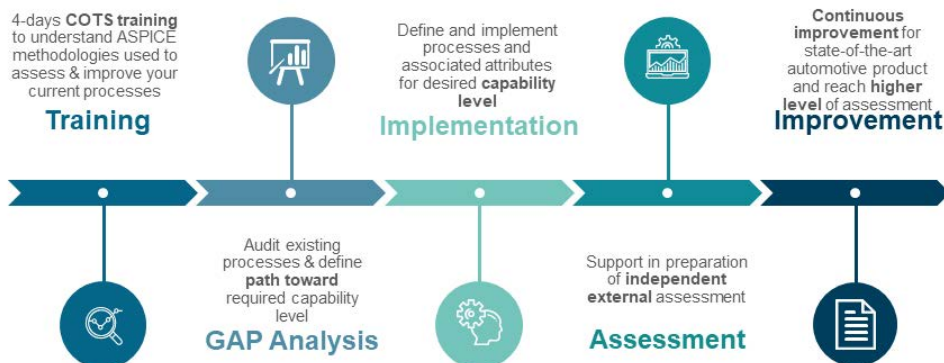 4-days COTS training
to understand ASPICE
methodologies used to
assess & improve your
current processes
Training
Audit existing
processes & define
path toward
required capability
level
GAP Analysis
Define and implement
processes and
associated attributes
for desired capability
level
Implementation
Support in preparation
of independent
external assessment
Assessment
Continuous
improvement for
state-of-the-art
automotive product
and reach higher
level of assessment
Improvement